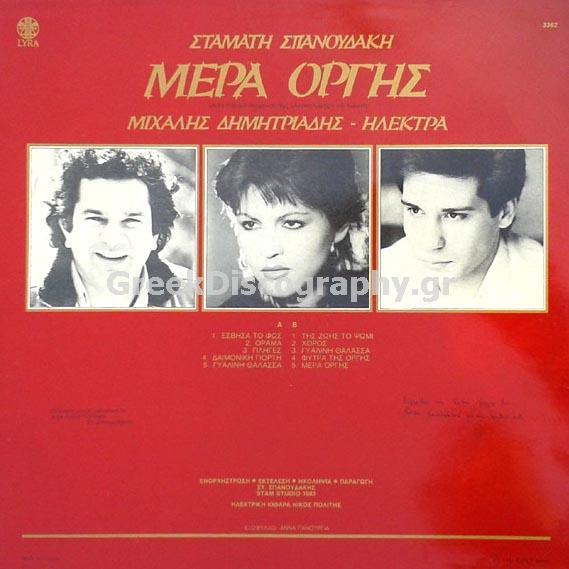 LYRA
3362
ΣΤΑΜΑΤΗ ΣΠΑΝΟΥΔΑΚΗ
ΜΕΡΑ ΟΡΓΗΣ
ΜΙΧΑΛΗΣ ΔΗΜΗΤΡΙΑΔΗΣ - ΗΛΕΚΤΡΑ
GreekDiscography.gr
Α
1. ΕΣΒΗΣΑ ΤΟ ΦΩΣ
2. ΟΡΑΜΑ
3. ΠΛΗΓΕΣ
4. ΔΑΙΜΟΝΙΚΗ ΓΙΟΡΤΗ
5. ΓΥΑΛΙΝΗ ΘΑΛΑΣΣΑ
Β
1. ΤΗΣ ΖΩΗΣ ΤΟ ΨΩΜΙ
2. ΧΟΡΟΣ
3. ΓΥΑΛΙΝΗ ΘΑΛΑΣΣΑ
4. ΦΥΤΡΑ ΤΗΣ ΟΡΓΗΣ
5. ΜΕΡΑ ΟΡΓΗΣ
ΕΝΟΡΧΗΣΤΡΩΣΗ • ΕΚΤΕΛΕΣΗ • ΗΧΟΛΗΨΙΑ • ΠΑΡΑΓΩΓΗ
ΣΤ. ΣΠΑΝΟΥΔΑΚΗΣ
STAM STUDIO 1983
ΗΛΕΚΤΡΙΚΗ ΚΙΘΑΡΑ ΝΙΚΟΣ ΠΟΛΙΤΗΣ
ΕΞΩΦΥΛΛΟ: ΑΝΝΑ ΠΑΝΟΥΡΓΙΑ